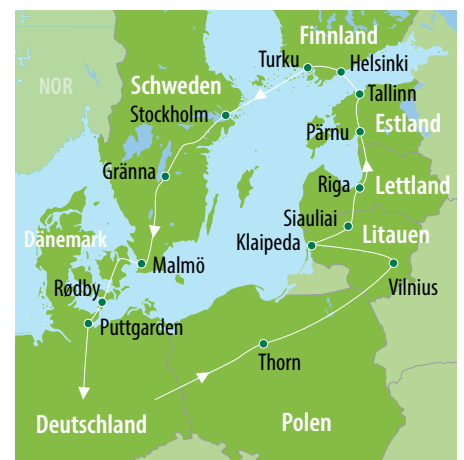 Finnland
Turku
Helsinki
NOR
Schweden
Tallinn
Stockholm
Estland
Pärnu
Gränna
Riga
Lettland
Siauliai
Dänemark
Klaipeda
Litauen
Malmö
Rødby
Vilnius
Puttgarden
Thorn
Deutschland
Polen